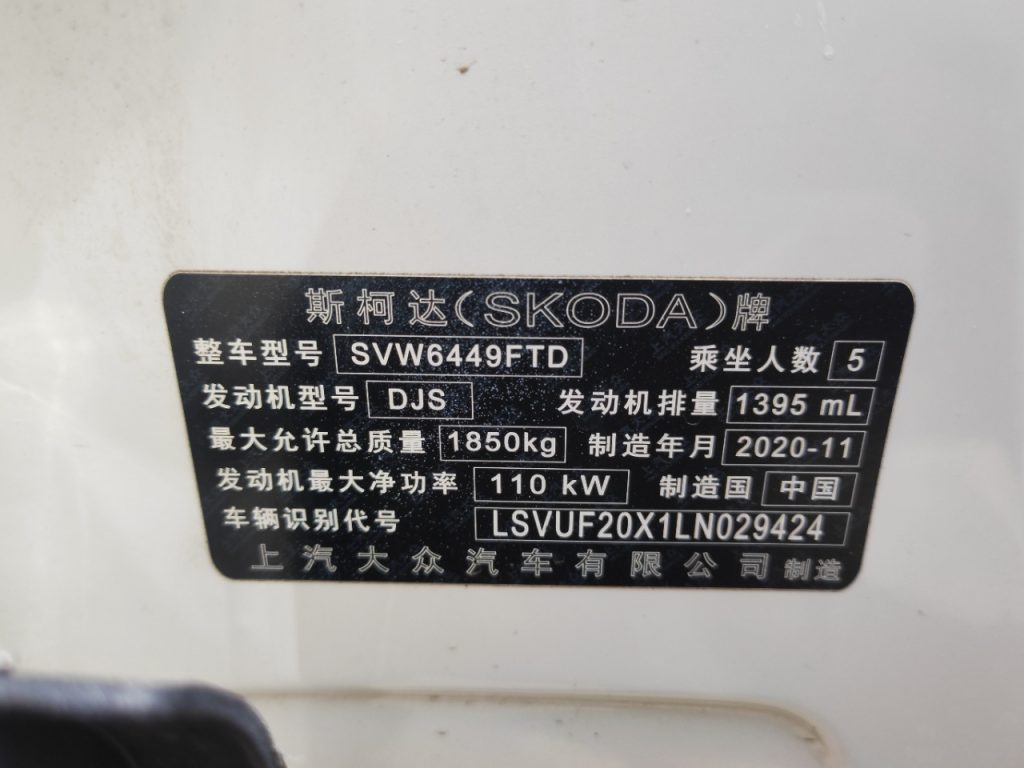 斯柯达(SKODA)牌
整车型号 SVW6449FTD 乘坐人数 5
发动机型号 DJS 发动机排量 1395 mL
最大允许总质量 1850kg 制造年月 2020-11
发动机最大净功率 110 kW 制造国 中国
车辆识别代号 LSVUF20X1LN029424
上汽大众汽车有限公司 制造